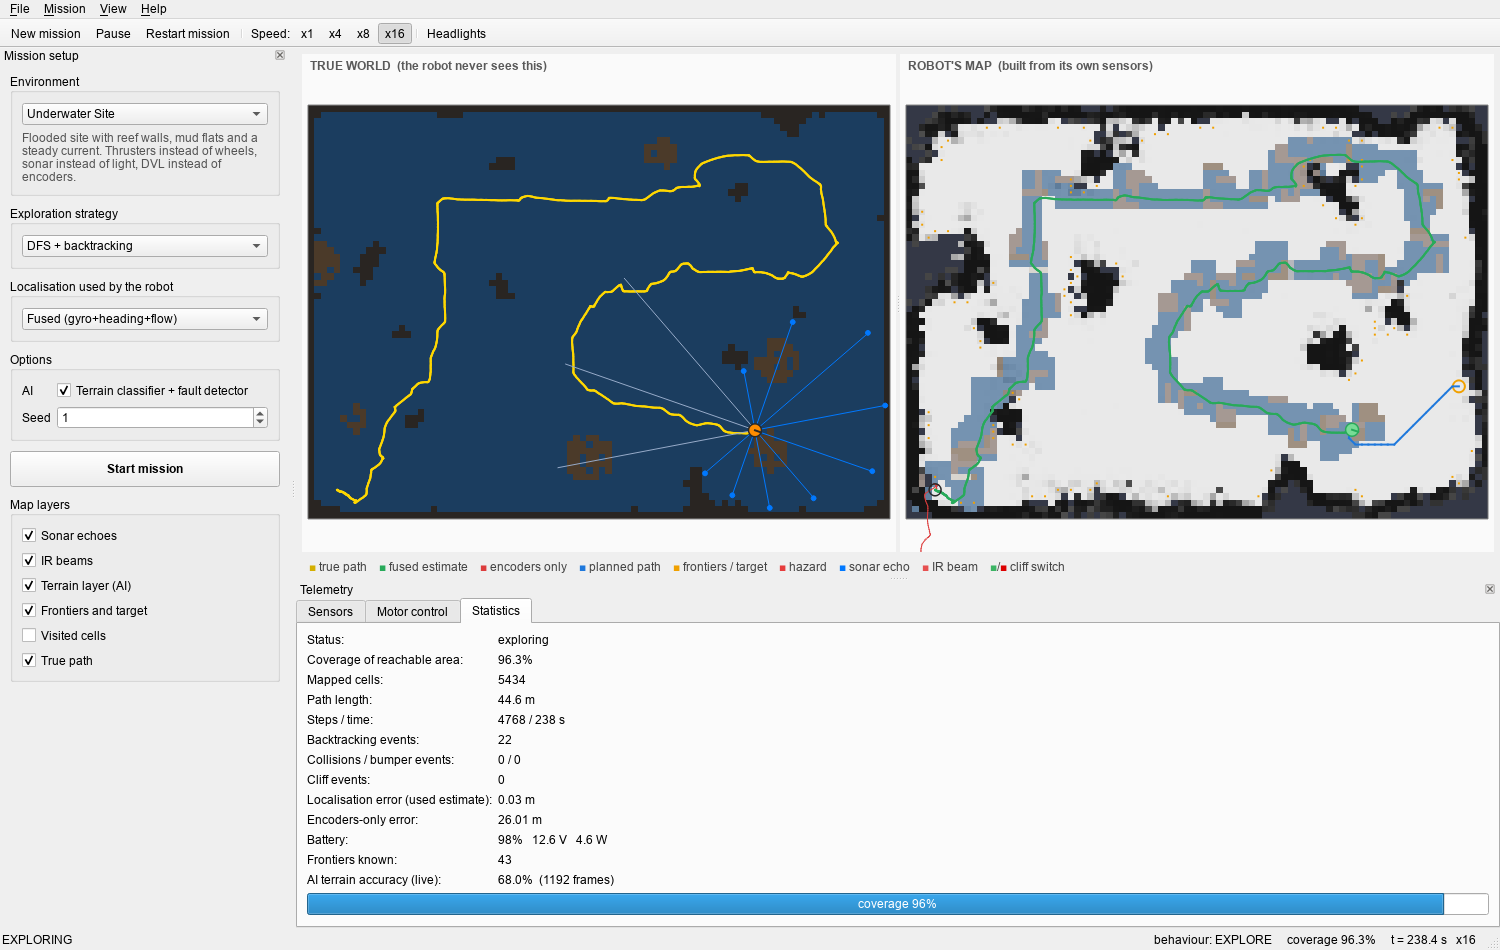 File Mission View Help
New mission Pause Restart mission Speed: x1 x4 x8 x16 Headlights
Mission setup
Environment
Underwater Site
Flooded site with reef walls, mud flats and a
steady current. Thrusters instead of wheels,
sonar instead of light, DVL instead of
encoders.
Exploration strategy
DFS + backtracking
Localisation used by the robot
Fused (gyro+heading+flow)
Options
AI Terrain classifier + fault detector
Seed 1
Start mission
Map layers
Sonar echoes
IR beams
Terrain layer (AI)
Frontiers and target
Visited cells
True path
TRUE WORLD (the robot never sees this)
ROBOT'S MAP (built from its own sensors)
true path fused estimate encoders only planned path frontiers / target hazard sonar echo IR beam / cliff switch
Telemetry
Sensors Motor control Statistics
Status: exploring
Coverage of reachable area: 96.3%
Mapped cells: 5434
Path length: 44.6 m
Steps / time: 4768 / 238 s
Backtracking events: 22
Collisions / bumper events: 0 / 0
Cliff events: 0
Localisation error (used estimate): 0.03 m
Encoders-only error: 26.01 m
Battery: 98% 12.6 V 4.6 W
Frontiers known: 43
AI terrain accuracy (live): 68.0% (1192 frames)
coverage 96%
EXPLORING behaviour: EXPLORE coverage 96.3% t = 238.4 s x16